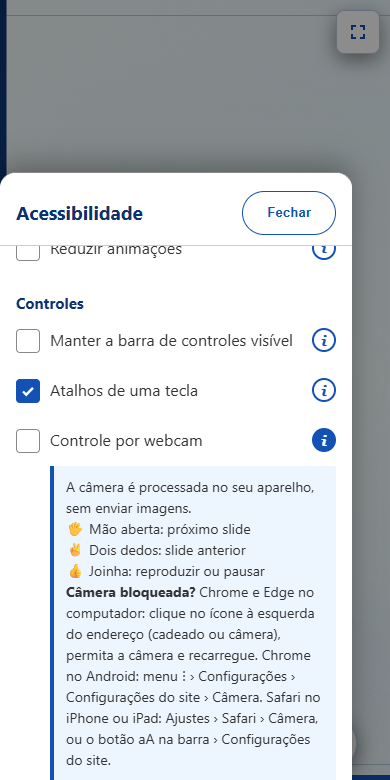 Acessibilidade
Fechar
Reduzir animações
Controles
Manter a barra de controles visível
Atalhos de uma tecla
Controle por webcam
A câmera é processada no seu aparelho,
sem enviar imagens.
🖐 Mão aberta: próximo slide
✌ Dois dedos: slide anterior
👍 Joinha: reproduzir ou pausar
Câmera bloqueada? Chrome e Edge no
computador: clique no ícone à esquerda
do endereço (cadeado ou câmera),
permita a câmera e recarregue. Chrome
no Android: menu ⋮ › Configurações ›
Configurações do site › Câmera. Safari no
iPhone ou iPad: Ajustes › Safari › Câmera,
ou o botão aA na barra › Configurações
do site.